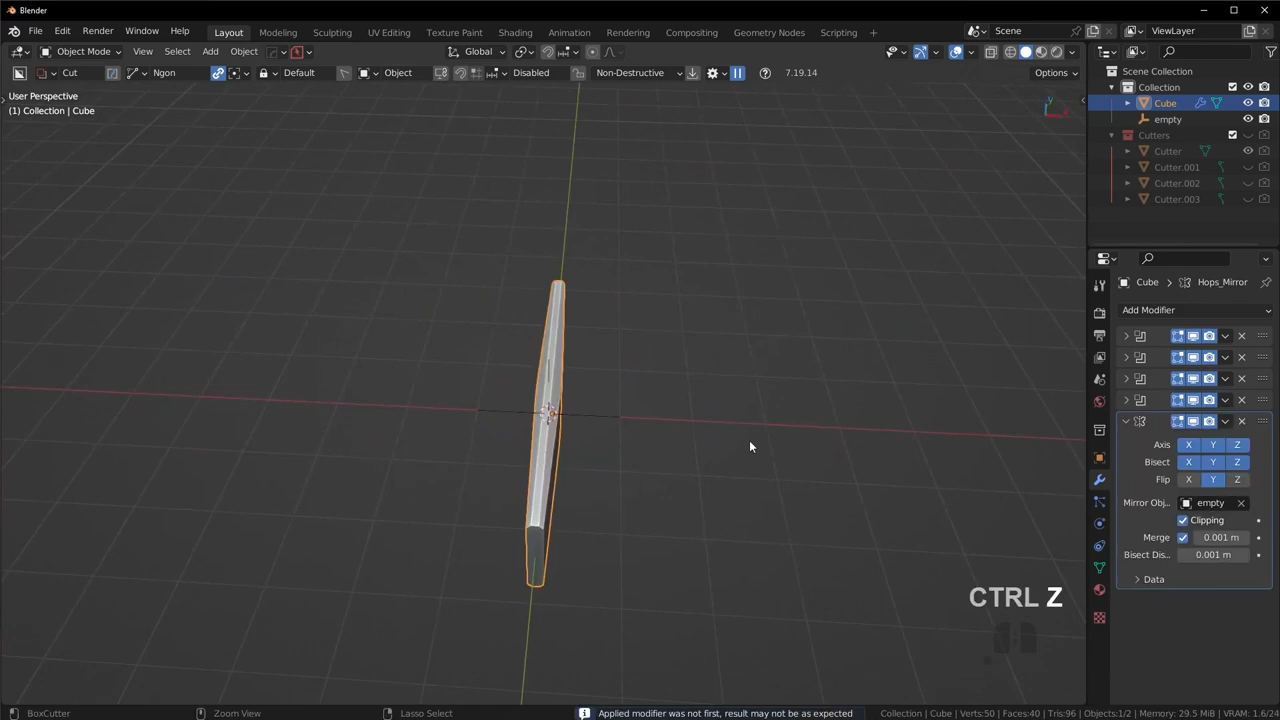 Blender
File Edit Render Window Help Layout Modeling Sculpting UV Editing Texture Paint Shading Animation Rendering Compositing Geometry Nodes Scripting Scene ViewLayer
Object Mode View Select Add Object Global
Cut Ngon Default Object Disabled Non-Destructive 7.19.14 Options
User Perspective
(1) Collection | Cube
Y
Scene Collection
Collection
Cube
empty
Cutters
Cutter
Cutter.001
Cutter.002
Cutter.003
Cube Hops_Mirror
Add Modifier
Axis X Y Z
Bisect X Y Z
Flip X Y Z
Mirror Obj.. empty
Clipping
Merge 0.001 m
Bisect Dis... 0.001 m
Data
CTRL Z
BoxCutter Zoom View Lasso Select Applied modifier was not first, result may not be as expected Collection | Cube | Verts:50 | Faces:40 | Tris:96 | Objects:1/2 | Memory: 29.5 MiB | VRAM: 1.6/2